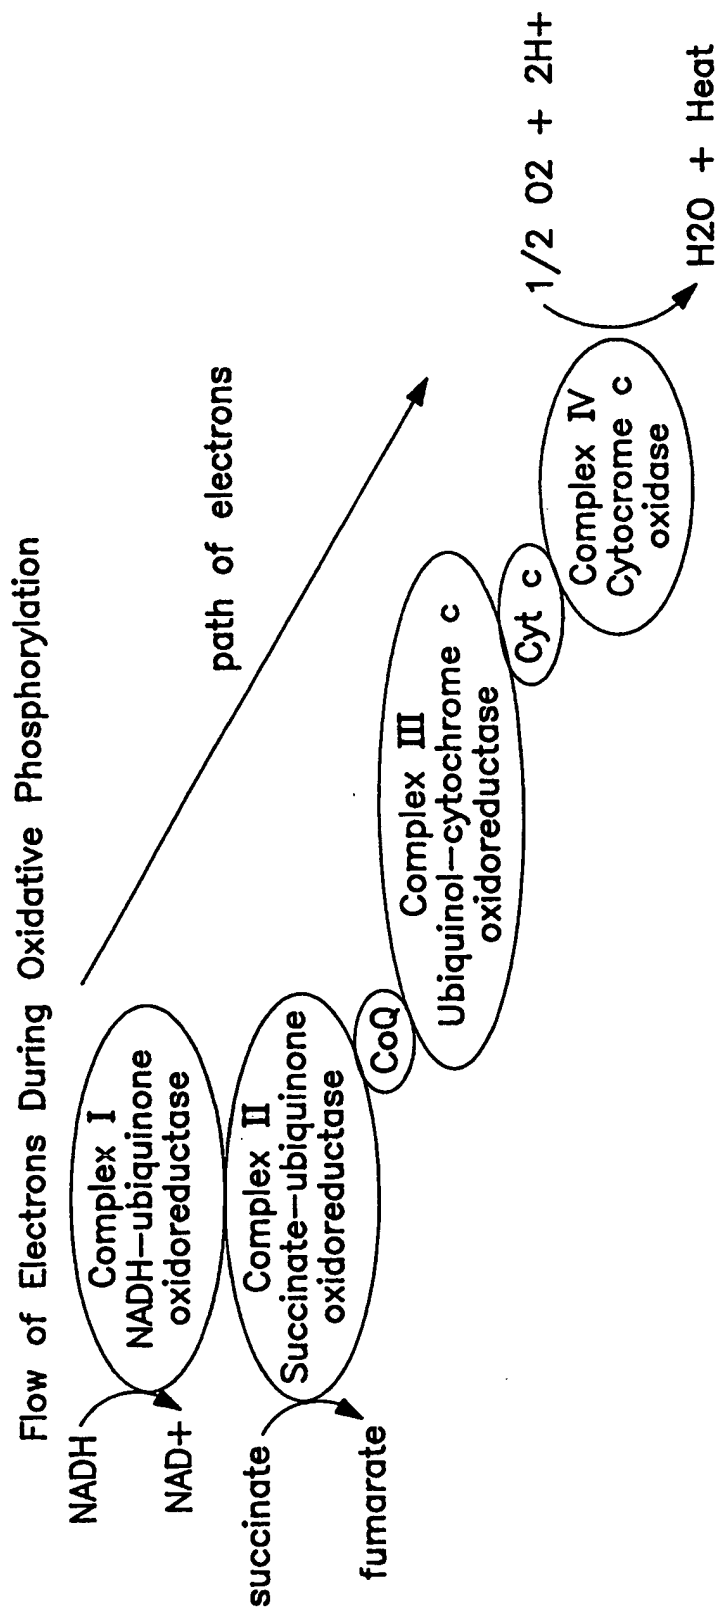 Flow of Electrons During Oxidative Phosphorylation
NADH
NAD+
Complex I
NADH–ubiquinone
oxidoreductase
succinate
fumarate
Complex II
Succinate–ubiquinone
oxidoreductase
CoQ
path of electrons
Complex III
Ubiquinol–cytochrome c
oxidoreductase
Cyt c
Complex IV
Cytocrome c
oxidase
1/2 O2 + 2H+
H2O + Heat